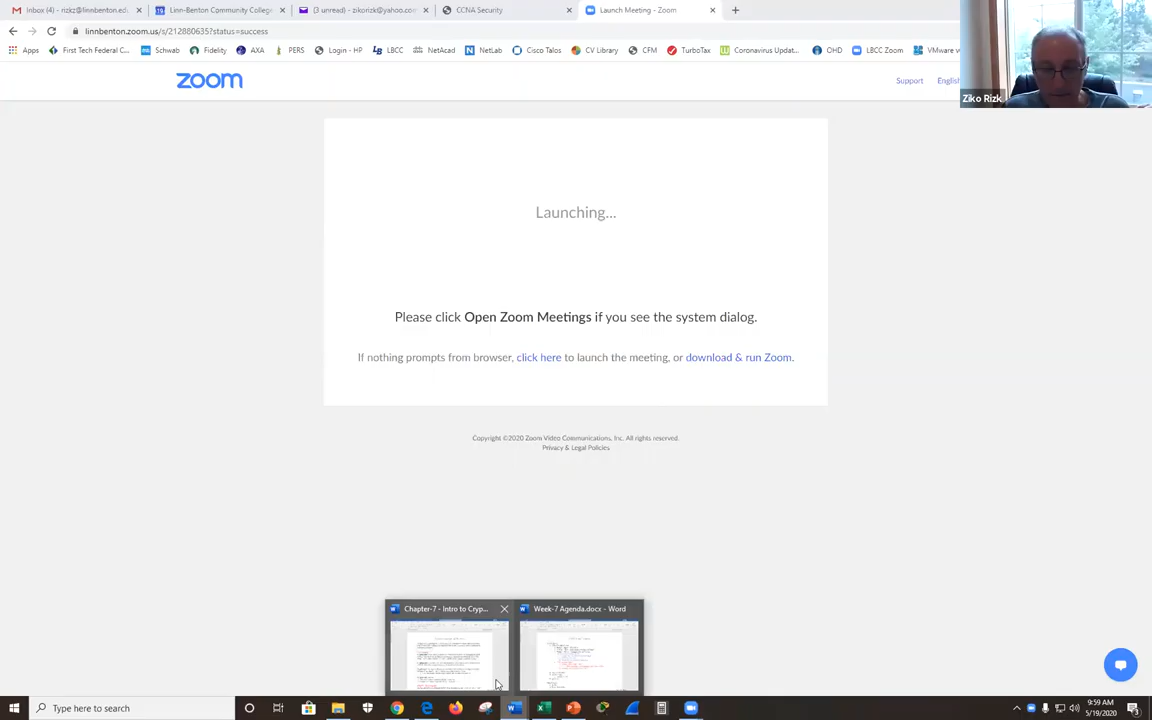 Inbox (4) - rizkz@linnbenton.ed
Linn-Benton Community Colleg
(3 unread) - zikorizk@yahoo.co
CCNA Security
Launch Meeting - Zoom
linnbenton.zoom.us/s/212880635?status=success
Apps
First Tech Federal C...
Schwab
Fidelity
AXA
PERS
Login - HP
LBCC
NetAcad
NetLab
Cisco Talos
CV Library
CFM
TurboTax
Coronavirus Updat...
OHD
LBCC Zoom
VMware v
zoom
Support
English
Ziko Rizk
Launching...
Please click Open Zoom Meetings if you see the system dialog.
If nothing prompts from browser, click here to launch the meeting, or download & run Zoom.
Copyright ©2020 Zoom Video Communications, Inc. All rights reserved.
Privacy & Legal Policies
Chapter-7 - Intro to Cryp...
Week-7 Agenda.docx - Word
Type here to search
9:59 AM
5/19/2020